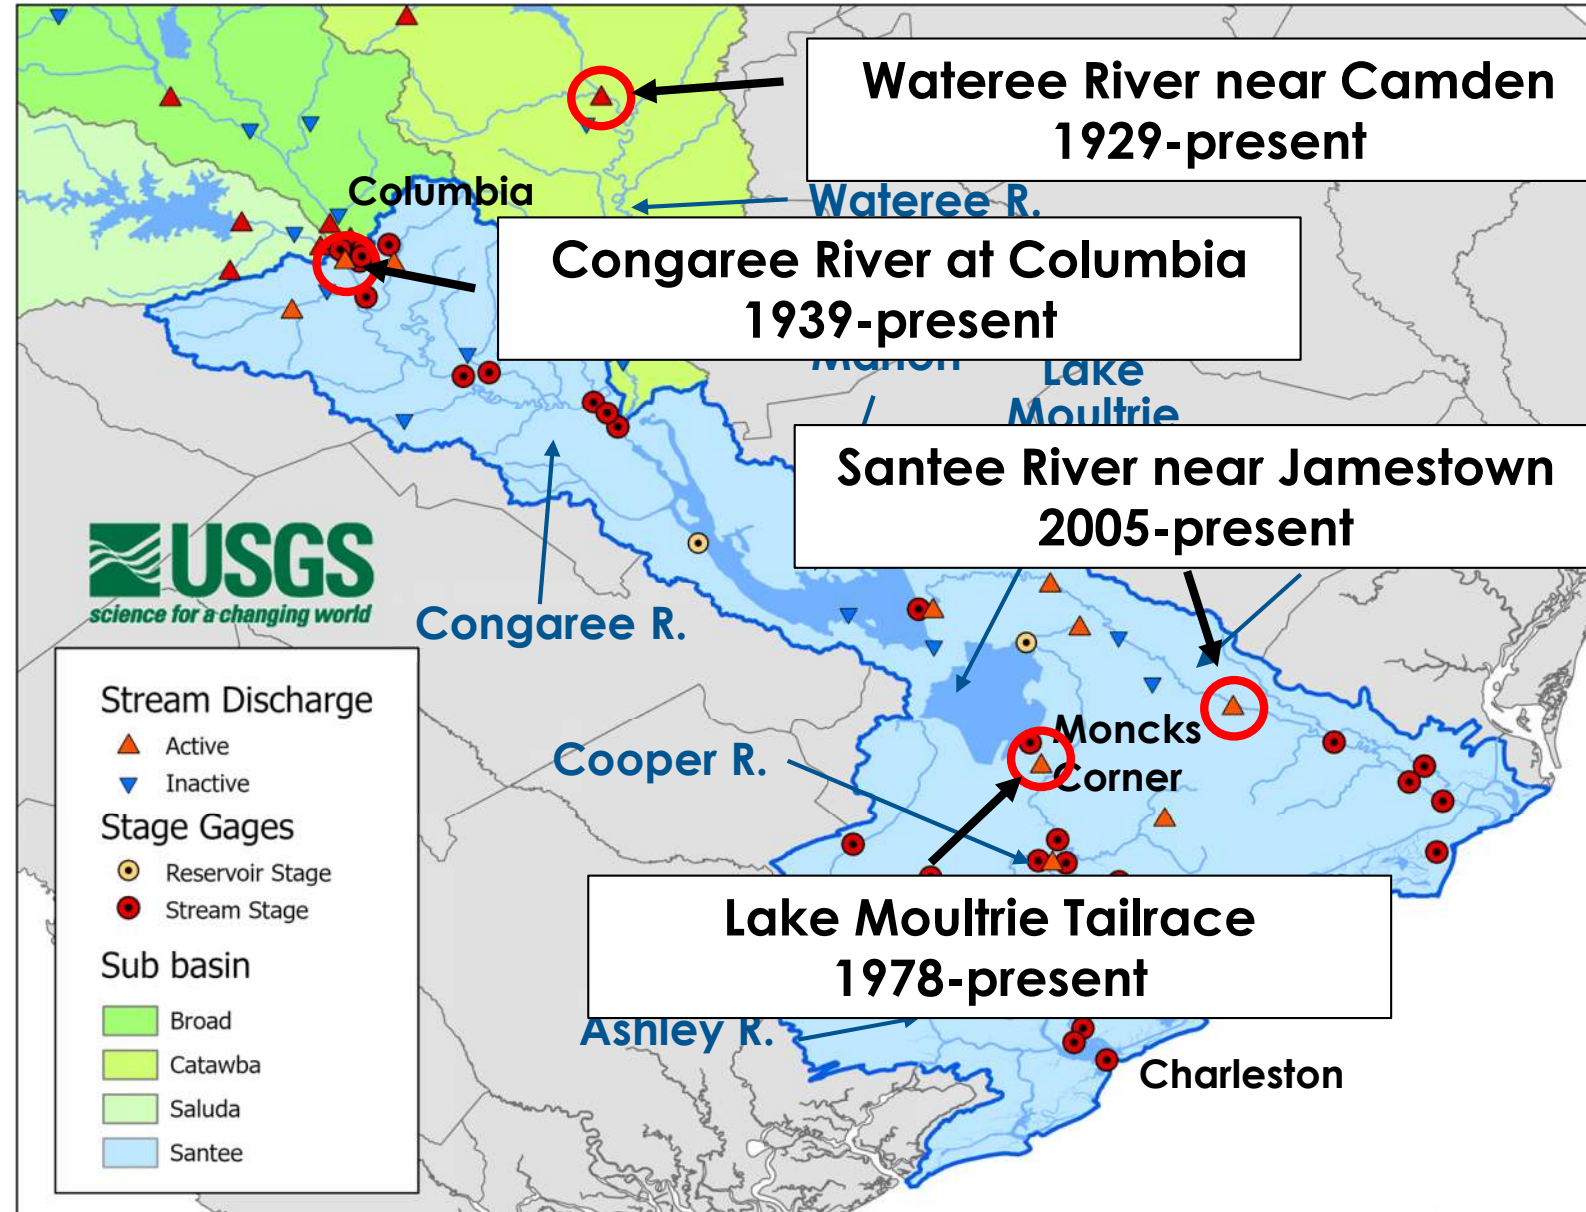 Wateree River near Camden
1929-present
Columbia
Wateree R.
Congaree River at Columbia
1939-present
Marion
Lake
Moultrie
Santee River near Jamestown
2005-present
USGS
science for a changing world
Congaree R.
Stream Discharge
Active
Inactive
Stage Gages
Reservoir Stage
Stream Stage
Sub basin
Broad
Catawba
Saluda
Santee
Moncks
Corner
Cooper R.
Lake Moultrie Tailrace
1978-present
Ashley R.
Charleston